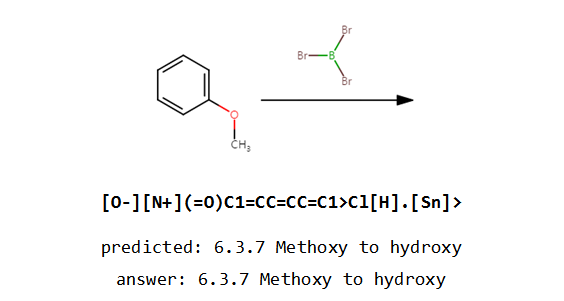 Br
Br—B
Br
O
CH3
[O-][N+](=O)C1=CC=CC=C1>Cl[H].[Sn]>
predicted: 6.3.7 Methoxy to hydroxy
answer: 6.3.7 Methoxy to hydroxy